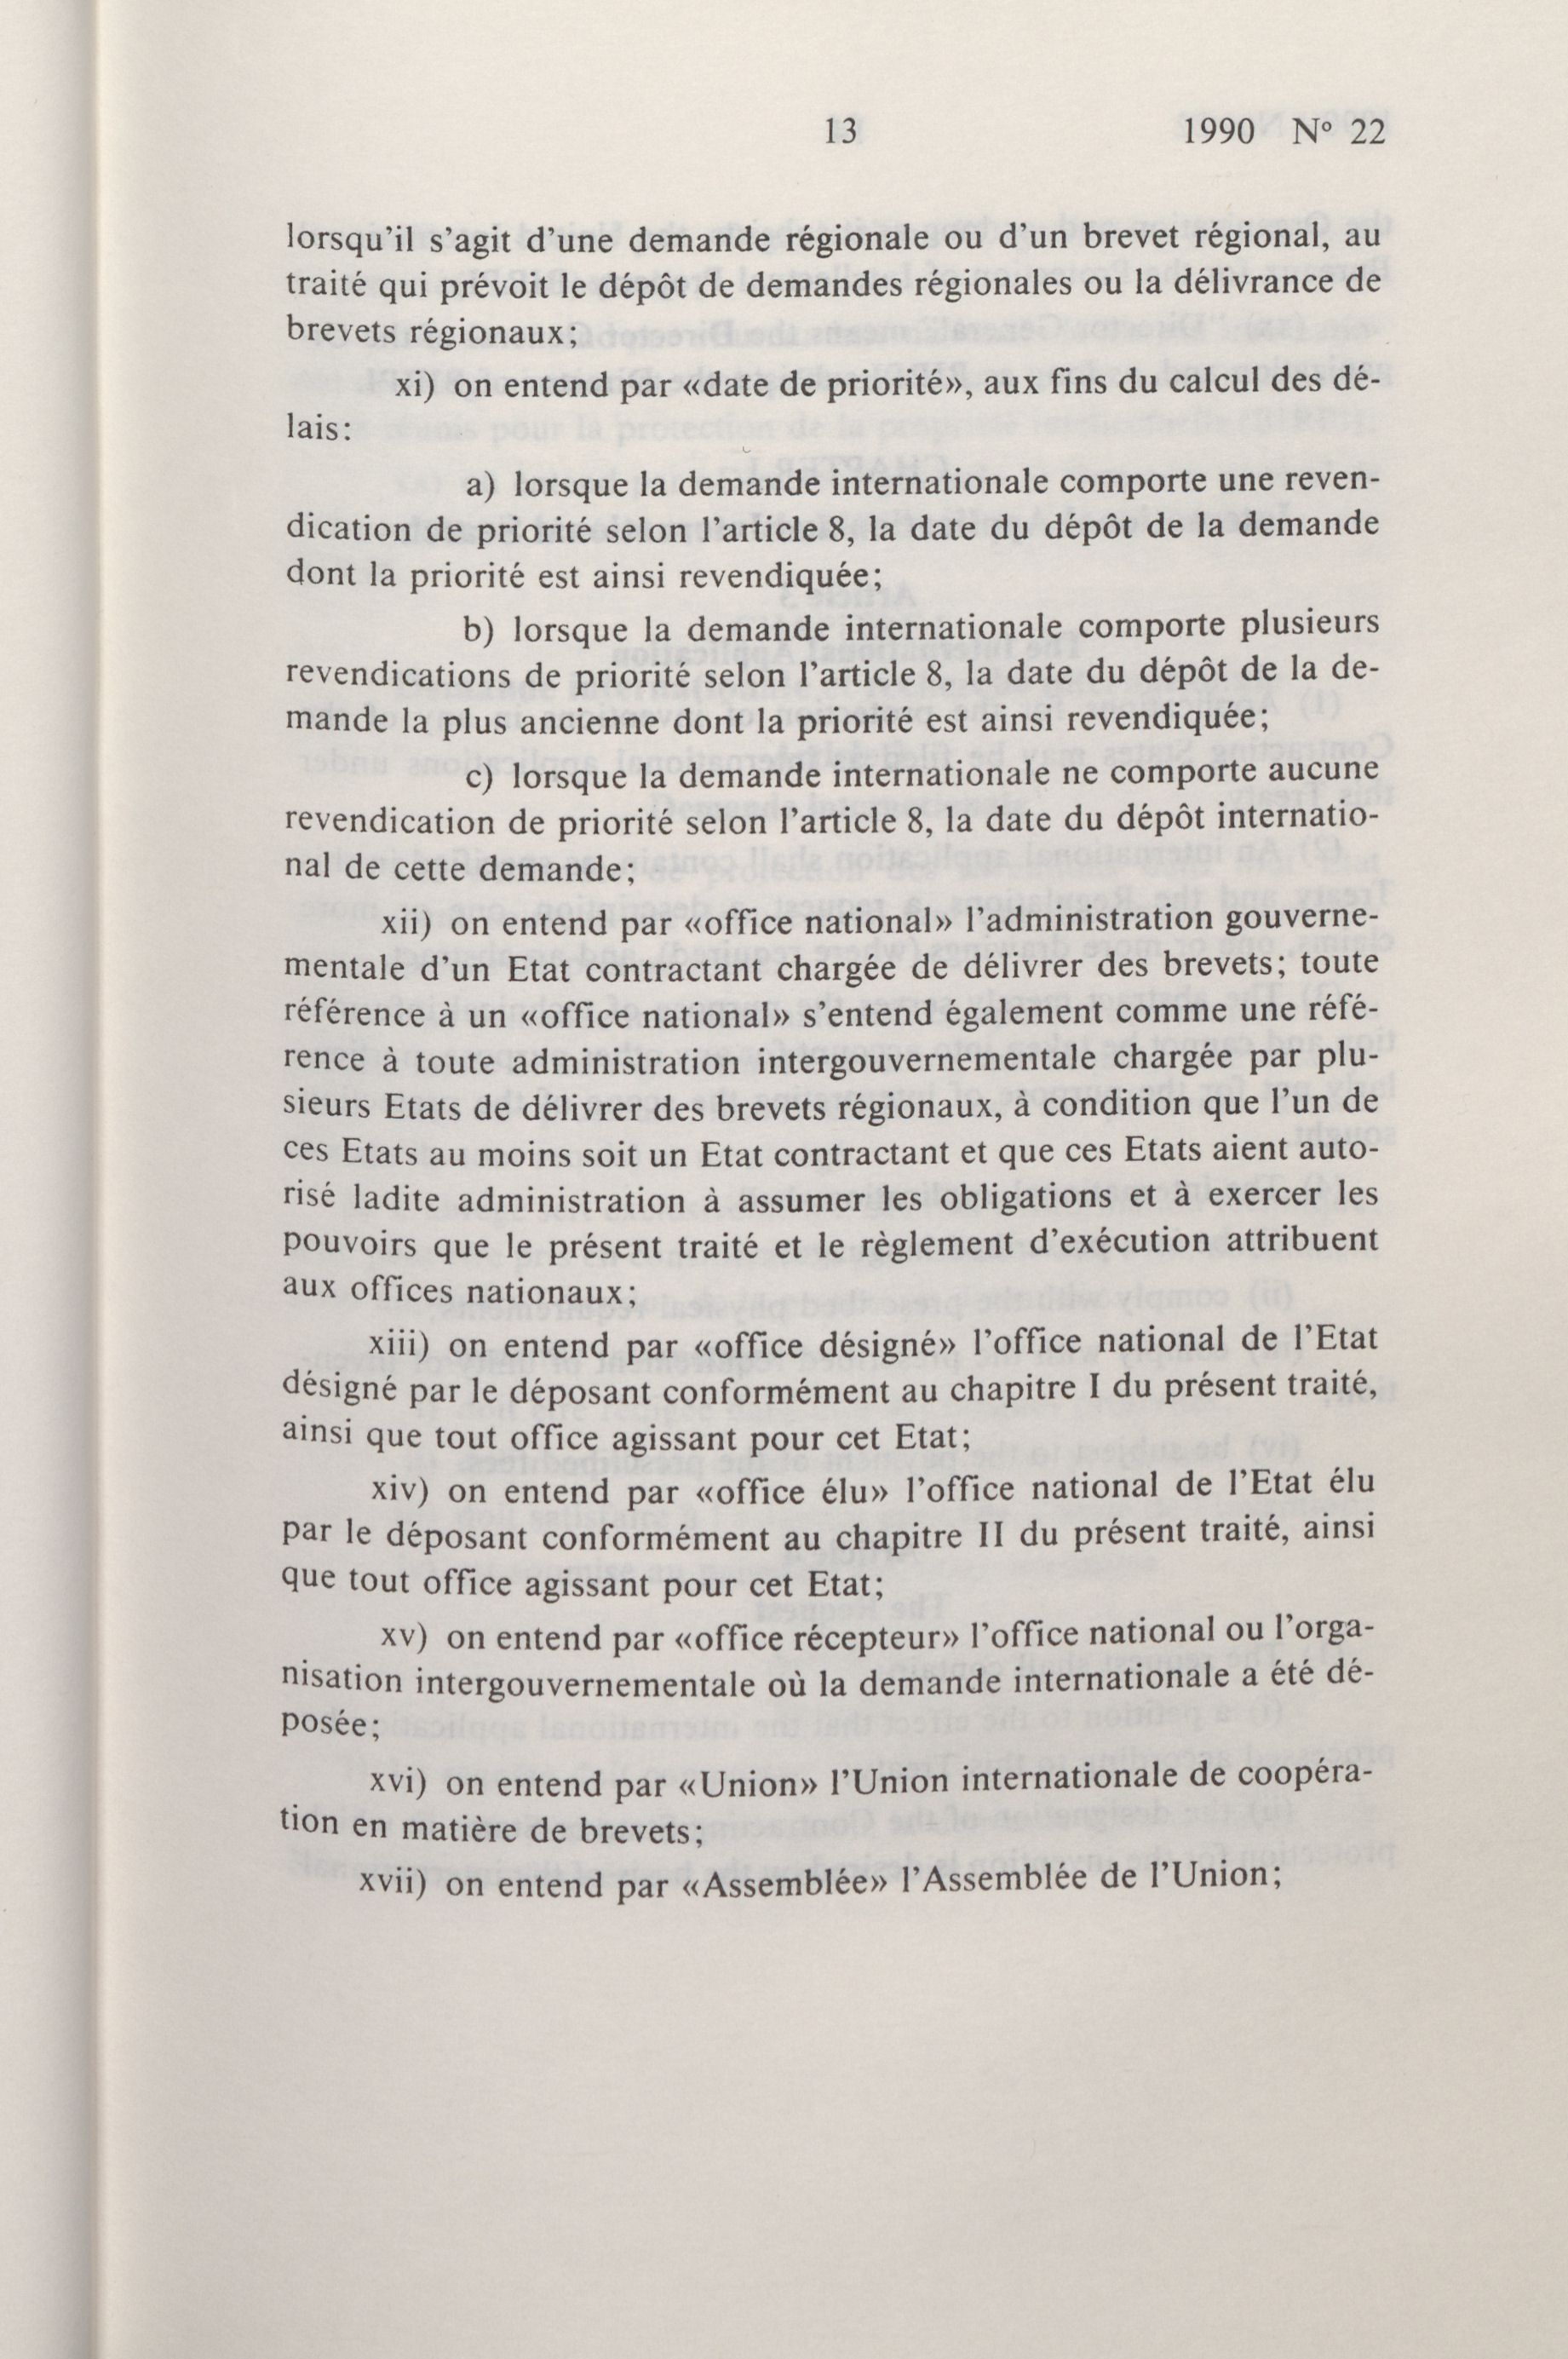 13 1990 Nº 22
lorsqu'il s'agit d'une demande régionale ou d'un brevet régional, au
traité qui prévoit le dépôt de demandes régionales ou la délivrance de
brevets régionaux;
xi) on entend par «date de priorité», aux fins du calcul des dé-
lais:
a) lorsque la demande internationale comporte une reven-
dication de priorité selon l'article 8, la date du dépôt de la demande
dont la priorité est ainsi revendiquée;
b) lorsque la demande internationale comporte plusieurs
revendications de priorité selon l'article 8, la date du dépôt de la de-
mande la plus ancienne dont la priorité est ainsi revendiquée;
c) lorsque la demande internationale ne comporte aucune
revendication de priorité selon l'article 8, la date du dépôt internatio-
nal de cette demande;
xii) on entend par «office national» l'administration gouverne-
mentale d'un Etat contractant chargée de délivrer des brevets; toute
référence à un «office national» s'entend également comme une réfé-
rence à toute administration intergouvernementale chargée par plu-
sieurs Etats de délivrer des brevets régionaux, à condition que l'un de
ces Etats au moins soit un Etat contractant et que ces Etats aient auto-
risé ladite administration à assumer les obligations et à exercer les
pouvoirs que le présent traité et le règlement d'exécution attribuent
aux offices nationaux;
xiii) on entend par «office désigné» l'office national de l'Etat
désigné par le déposant conformément au chapitre I du présent traité,
ainsi que tout office agissant pour cet Etat;
xiv) on entend par «office élu» l'office national de l'Etat élu
par le déposant conformément au chapitre II du présent traité, ainsi
que tout office agissant pour cet Etat;
xv) on entend par «office récepteur» l'office national ou l'orga-
nisation intergouvernementale où la demande internationale a été dé-
posée;
xvi) on entend par «Union» l'Union internationale de coopéra-
tion en matière de brevets;
xvii) on entend par «Assemblée» l'Assemblée de l'Union;